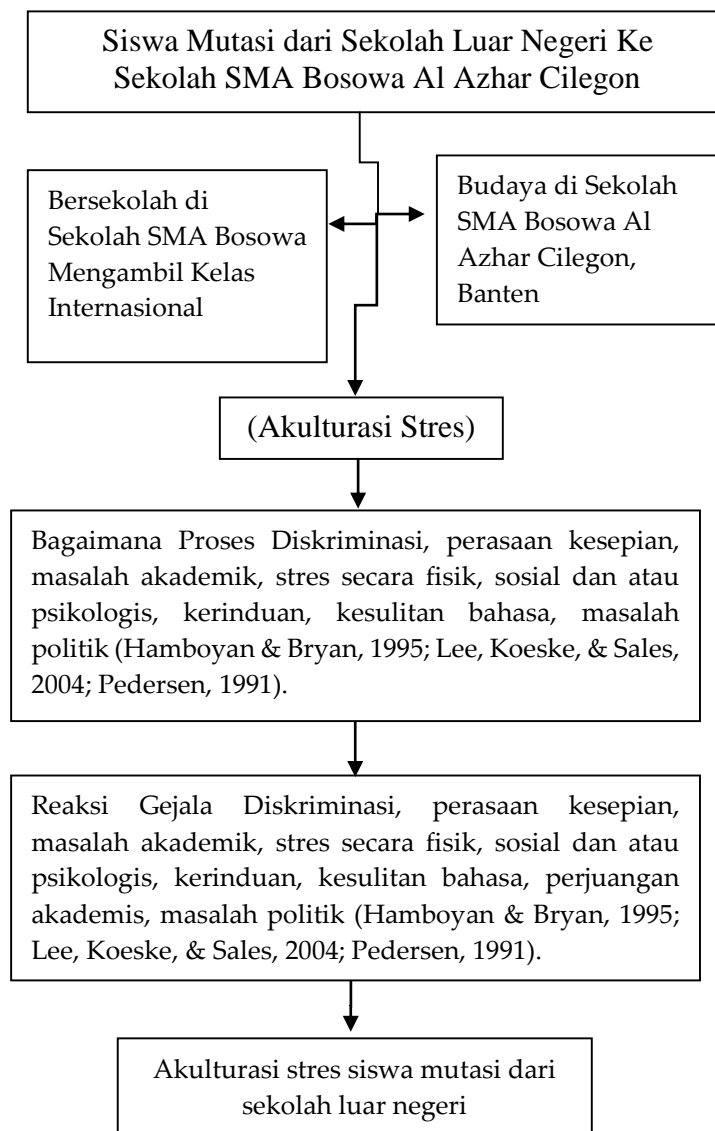 Siswa Mutasi dari Sekolah Luar Negeri Ke
Sekolah SMA Bosowa Al Azhar Cilegon
Bersekolah di
Sekolah SMA Bosowa
Mengambil Kelas
Internasional
Budaya di Sekolah
SMA Bosowa Al
Azhar Cilegon,
Banten
(Akulturasi Stres)
Bagaimana Proses Diskriminasi, perasaan kesepian,
masalah akademik, stres secara fisik, sosial dan atau
psikologis, kerinduan, kesulitan bahasa, masalah
politik (Hamboyan & Bryan, 1995; Lee, Koeske, & Sales,
2004; Pedersen, 1991).
Reaksi Gejala Diskriminasi, perasaan kesepian,
masalah akademik, stres secara fisik, sosial dan atau
psikologis, kerinduan, kesulitan bahasa, perjuangan
akademis, masalah politik (Hamboyan & Bryan, 1995;
Lee, Koeske, & Sales, 2004; Pedersen, 1991).
Akulturasi stres siswa mutasi dari
sekolah luar negeri